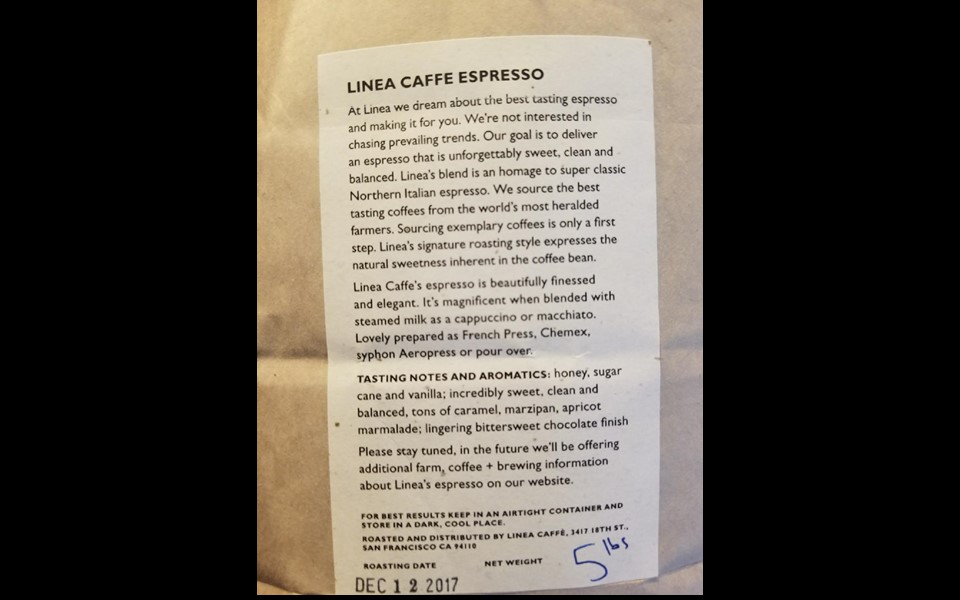 LINEA CAFFE ESPRESSO
At Linea we dream about the best tasting espresso
and making it for you. We're not interested in
chasing prevailing trends. Our goal is to deliver
an espresso that is unforgettably sweet, clean and
balanced. Linea's blend is an homage to super classic
Northern Italian espresso. We source the best
tasting coffees from the world's most heralded
farmers. Sourcing exemplary coffees is only a first
step. Linea's signature roasting style expresses the
natural sweetness inherent in the coffee bean.
Linea Caffe's espresso is beautifully finessed
and elegant. It's magnificent when blended with
steamed milk as a cappuccino or macchiato.
Lovely prepared as French Press, Chemex,
syphon Aeropress or pour over.
TASTING NOTES AND AROMATICS: honey, sugar
cane and vanilla; incredibly sweet, clean and
balanced, tons of caramel, marzipan, apricot
marmalade; lingering bittersweet chocolate finish
Please stay tuned, in the future we'll be offering
additional farm, coffee + brewing information
about Linea's espresso on our website.
FOR BEST RESULTS KEEP IN AN AIRTIGHT CONTAINER AND
STORE IN A DARK, COOL PLACE.
ROASTED AND DISTRIBUTED BY LINEA CAFFÈ, 3417 18TH ST.,
SAN FRANCISCO CA 94110
ROASTING DATE NET WEIGHT 5 lbs
DEC 12 2017